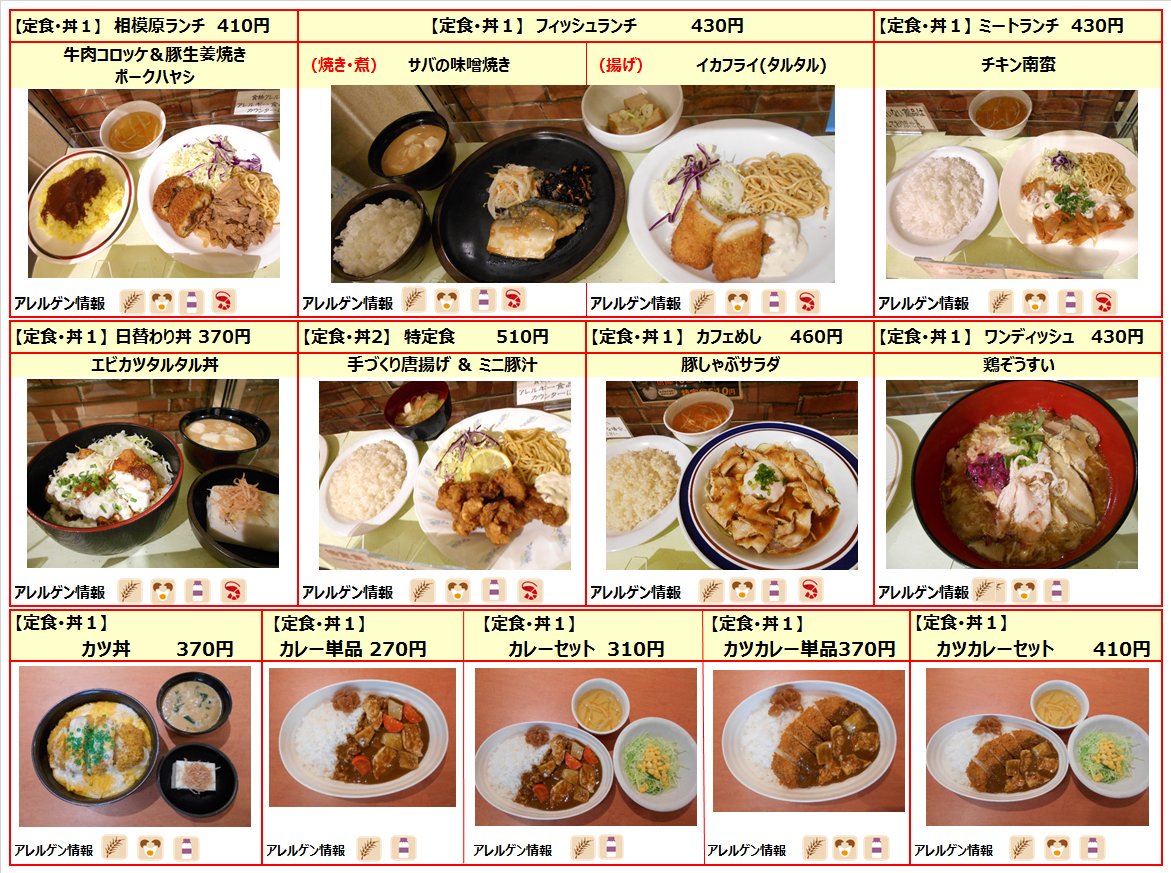 【定食・丼１】 相模原ランチ 410円
【定食・丼１】 フィッシュランチ 430円
【定食・丼１】 ミートランチ 430円
牛肉コロッケ＆豚生姜焼き
ポークハヤシ
(焼き・煮) サバの味噌焼き
(揚げ) イカフライ(タルタル)
チキン南蛮
アレルゲン情報
アレルゲン情報
アレルゲン情報
アレルゲン情報
【定食・丼１】 日替わり丼 370円
【定食・丼2】 特定食 510円
【定食・丼１】 カフェめし 460円
【定食・丼１】 ワンディッシュ 430円
エビカツタルタル丼
手づくり唐揚げ ＆ ミニ豚汁
豚しゃぶサラダ
鶏ぞうすい
アレルゲン情報
アレルゲン情報
アレルゲン情報
アレルゲン情報
【定食・丼１】
カツ丼 370円
【定食・丼１】
カレー単品 270円
【定食・丼１】
カレーセット 310円
【定食・丼１】
カツカレー単品370円
【定食・丼１】
カツカレーセット 410円
アレルゲン情報
アレルゲン情報
アレルゲン情報
アレルゲン情報
アレルゲン情報